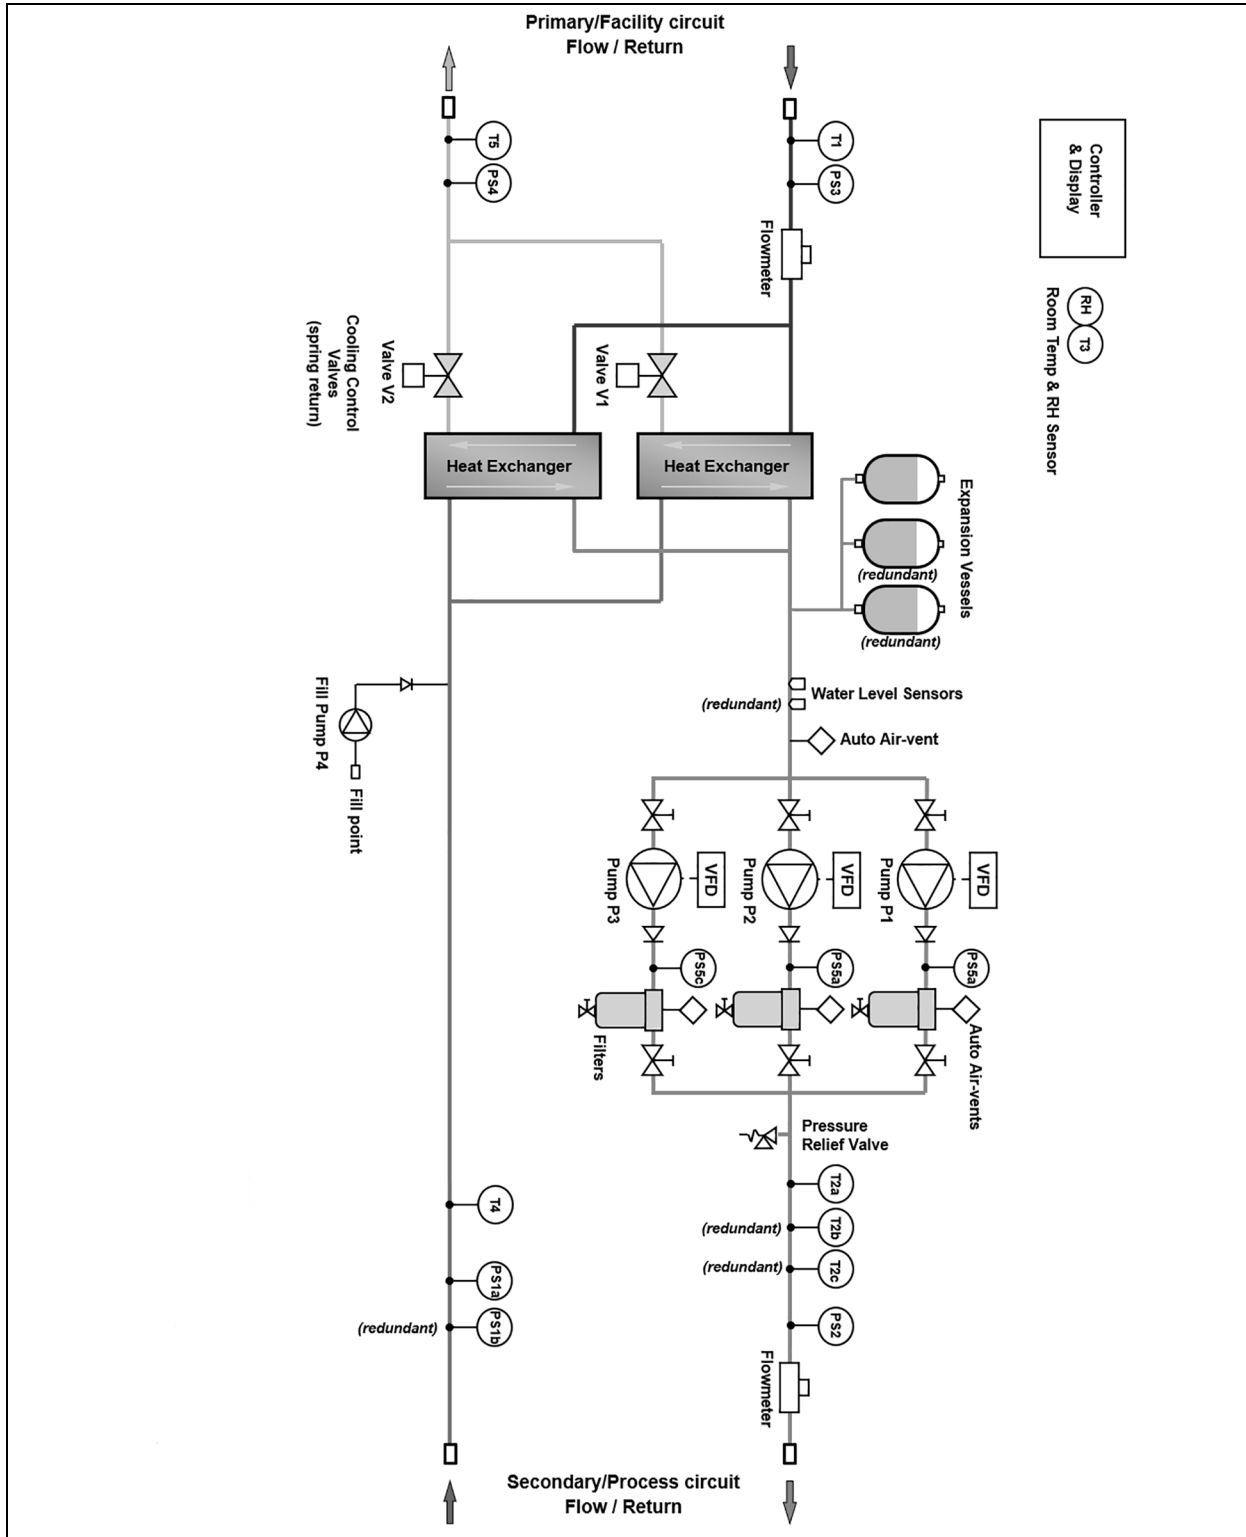 Primary/Facility circuit
Flow / Return
T5
PS4
T1
PS3
Flowmeter
Controller
& Display
RH
T3
Room Temp & RH Sensor
Cooling Control
Valves
(spring return)
Valve V2
Valve V1
Heat Exchanger
Heat Exchanger
Expansion Vessels
(redundant)
(redundant)
Water Level Sensors
(redundant)
Auto Air-vent
Fill Pump P4
Fill point
VFD
VFD
VFD
Pump P3
Pump P2
Pump P1
PS5c
PS5a
PS5a
Filters
Auto Air-vents
Pressure
Relief Valve
T2a
(redundant)
T2b
(redundant)
T2c
PS2
T4
PS1a
(redundant)
PS1b
Flowmeter
Secondary/Process circuit
Flow / Return